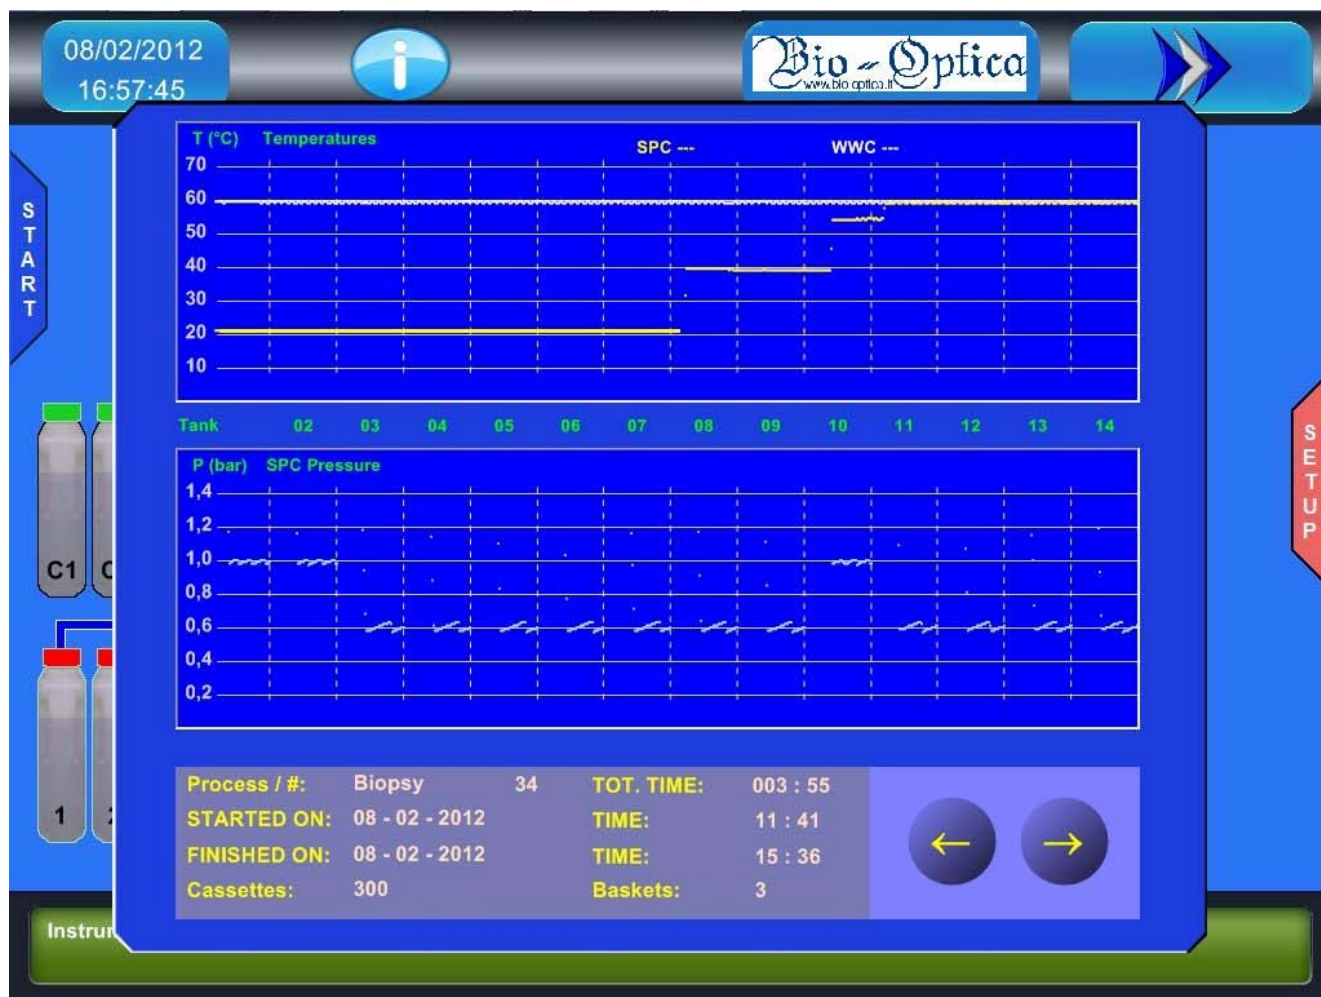 08/02/2012
16:57:45
i
Bio-Optica
www.bio-optica.it
START
T (°C) Temperatures
SPC --- WWC ---
70
60
50
40
30
20
10
Tank 02 03 04 05 06 07 08 09 10 11 12 13 14
P (bar) SPC Pressure
1,4
1,2
1,0
0,8
0,6
0,4
0,2
SETUP
C1
1
Process / #: Biopsy 34 TOT. TIME: 003 : 55
STARTED ON: 08 - 02 - 2012 TIME: 11 : 41
FINISHED ON: 08 - 02 - 2012 TIME: 15 : 36
Cassettes: 300 Baskets: 3
← →